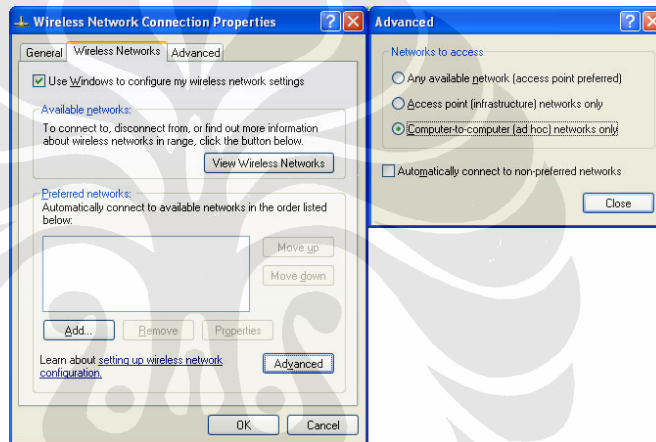 Wireless Network Connection Properties
General
Wireless Networks
Advanced
Use Windows to configure my wireless network settings
Available networks:
To connect to, disconnect from, or find out more information
about wireless networks in range, click the button below.
View Wireless Networks
Preferred networks:
Automatically connect to available networks in the order listed
below:
Move up
Move down
Add...
Remove
Properties
Learn about setting up wireless network
configuration.
Advanced
OK
Cancel
Advanced
Networks to access
Any available network (access point preferred)
Access point (infrastructure) networks only
Computer-to-computer (ad hoc) networks only
Automatically connect to non-preferred networks
Close